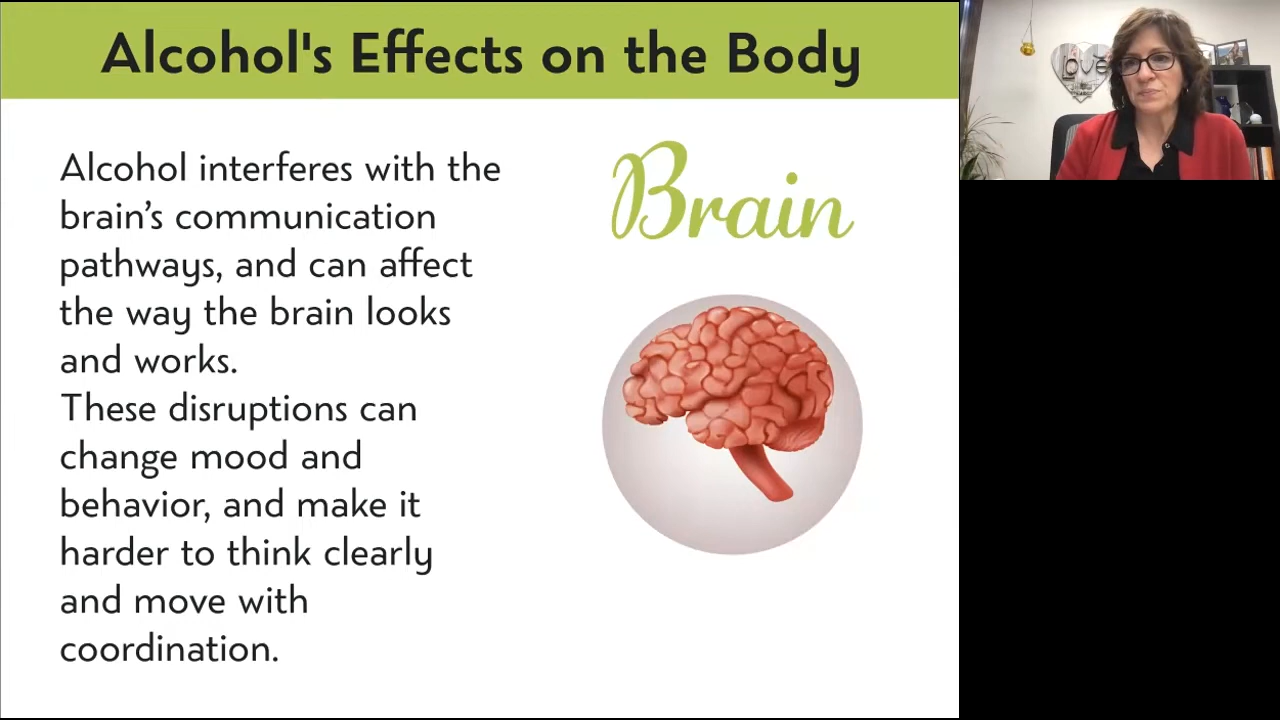 Alcohol's Effects on the Body
Alcohol interferes with the
brain’s communication
pathways, and can affect
the way the brain looks
and works.
These disruptions can
change mood and
behavior, and make it
harder to think clearly
and move with
coordination.
Brain
Love